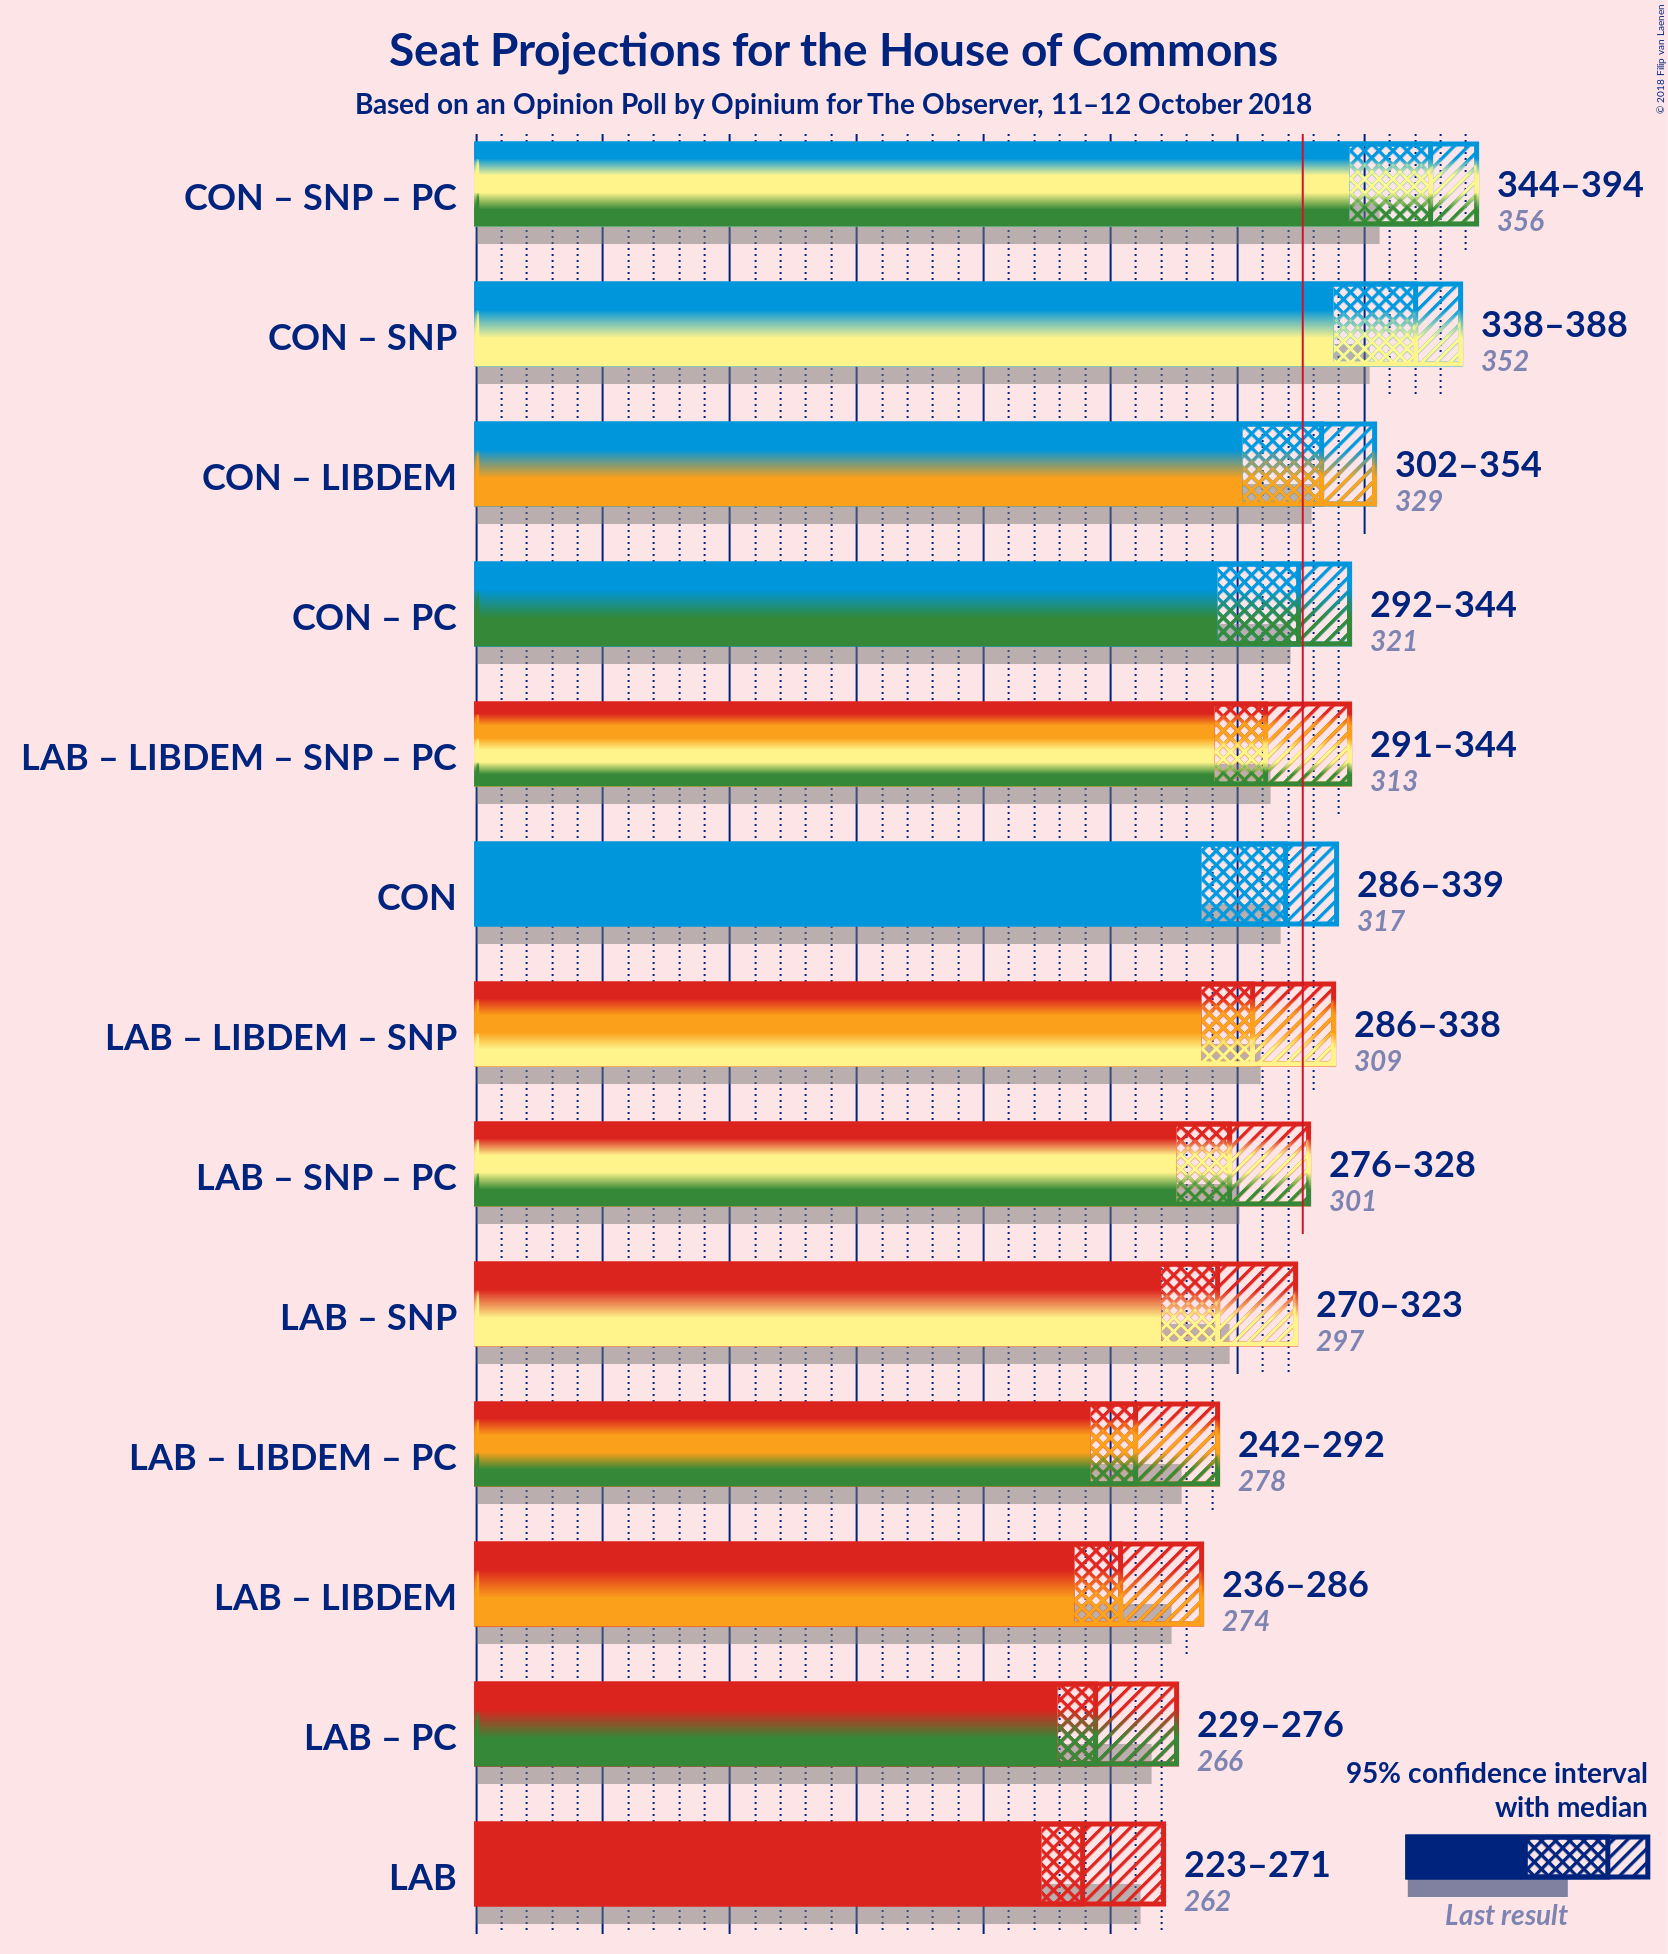 Seat Projections for the House of Commons
Based on an Opinion Poll by Opinium for The Observer, 11–12 October 2018
© 2018 Filip van Laenen
CON – SNP – PC
344–394
356
CON – SNP
338–388
352
CON – LIBDEM
302–354
329
CON – PC
292–344
321
LAB – LIBDEM – SNP – PC
291–344
313
CON
286–339
317
LAB – LIBDEM – SNP
286–338
309
LAB – SNP – PC
276–328
301
LAB – SNP
270–323
297
LAB – LIBDEM – PC
242–292
278
LAB – LIBDEM
236–286
274
LAB – PC
229–276
266
LAB
223–271
262
95% confidence interval
with median
Last result